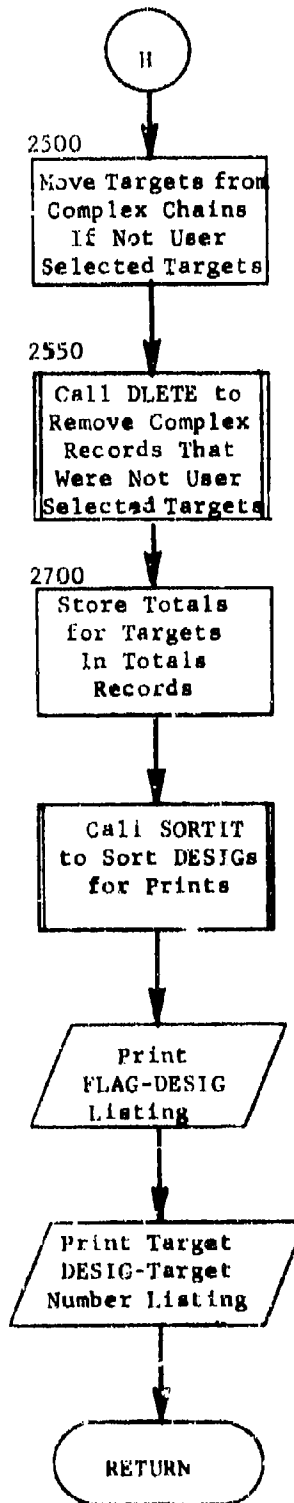 H
2500
Move Targets from
Complex Chains
If Not User
Selected Targets
2550
Call DLETE to
Remove Complex
Records That
Were Not User
Selected Targets
2700
Store Totals
for Targets
In Totals
Records
Call SORTIT
to Sort DESIGs
for Prints
Print
FLAG-DESIG
Listing
Print Target
DESIG-Target
Number Listing
RETURN